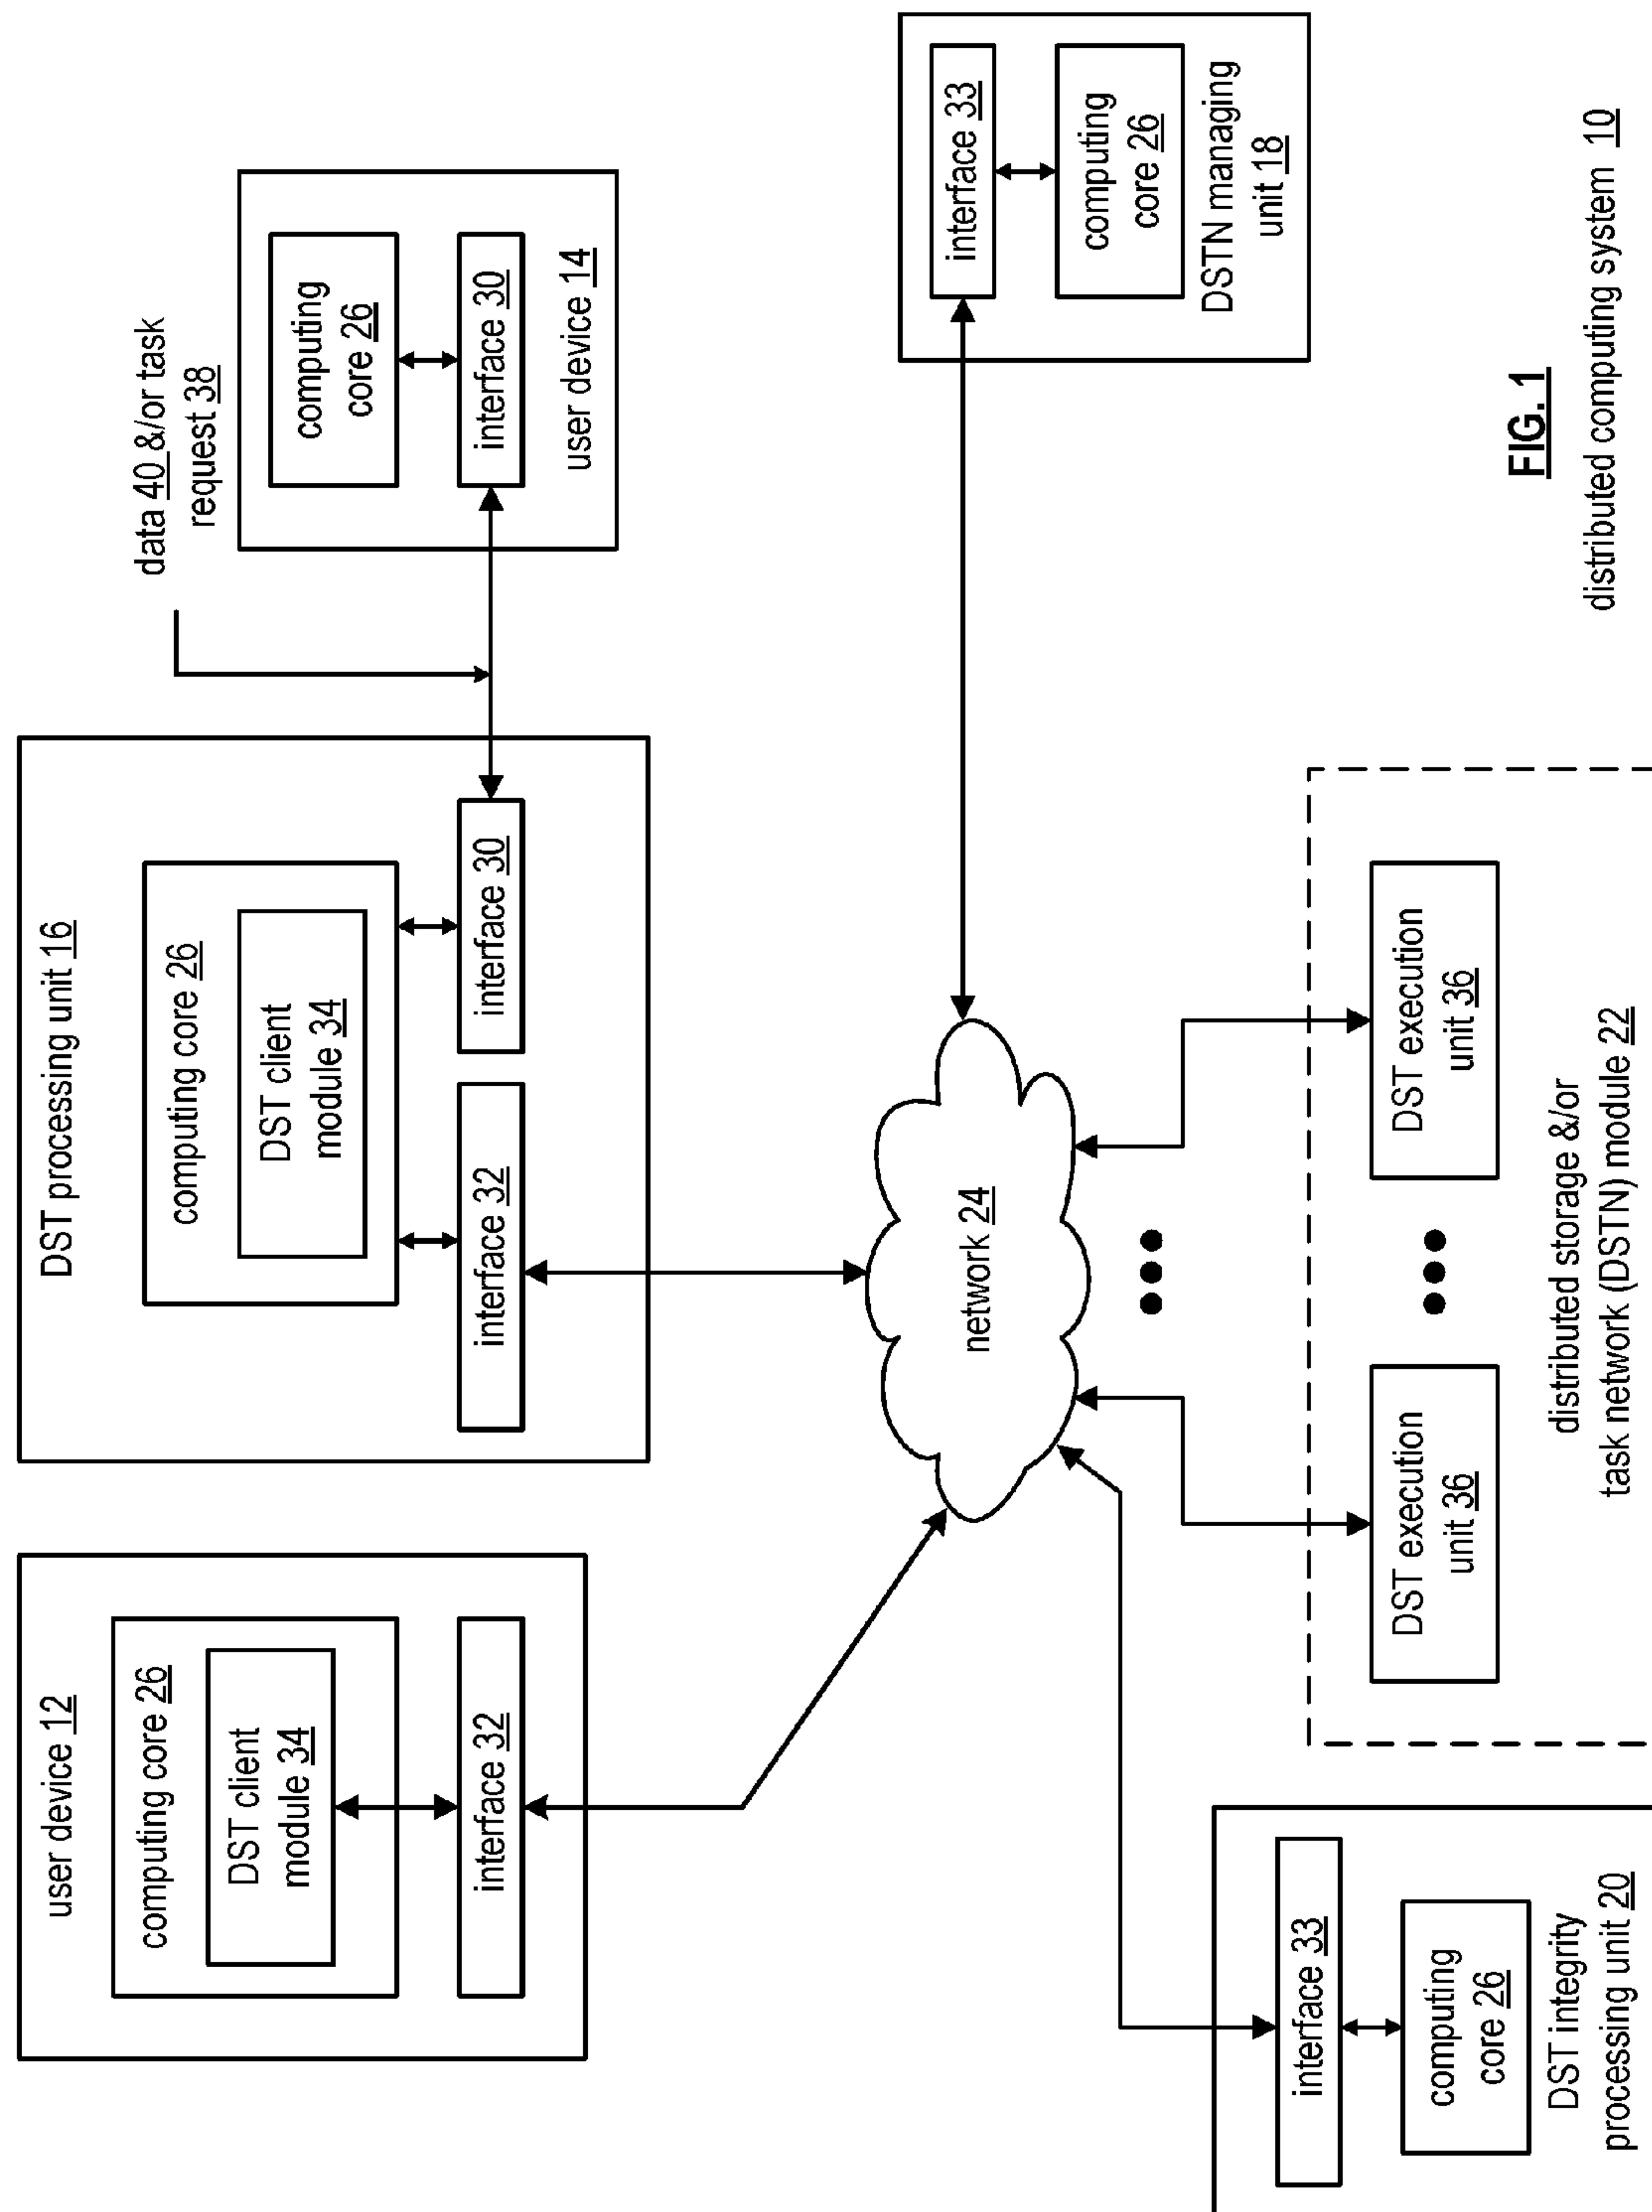 user device 12
computing core 26
DST client
module 34
interface 32
DST processing unit 16
computing core 26
DST client
module 34
interface 32
interface 30
data 40 &/or task
request 38
computing
core 26
interface 30
user device 14
network 24
interface 33
computing
core 26
DSTN managing
unit 18
interface 33
computing
core 26
DST integrity
processing unit 20
DST execution
unit 36
DST execution
unit 36
distributed storage &/or
task network (DSTN) module 22
FIG. 1
distributed computing system 10